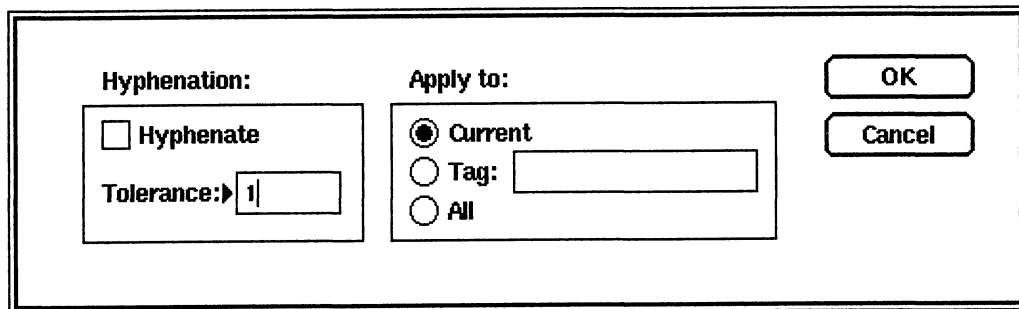 Hyphenation:
Hyphenate
Tolerance: 1
Apply to:
Current
Tag:
All
OK
Cancel